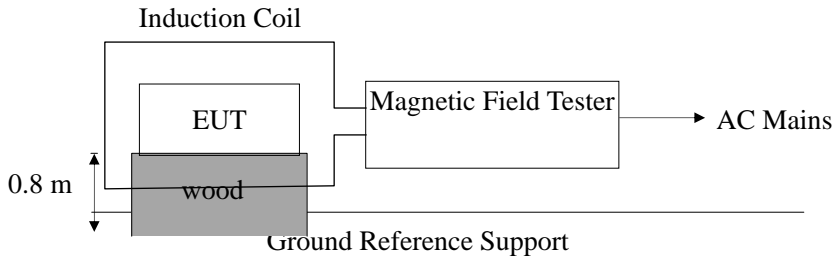 Induction Coil
EUT
Magnetic Field Tester
AC Mains
0.8 m
wood
Ground Reference Support